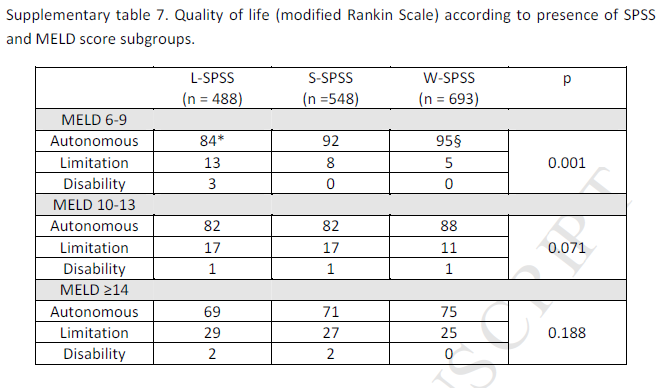 Supplementary table 7. Quality of life (modified Rankin Scale) according to presence of SPSS
and MELD score subgroups.
L-SPSS S-SPSS W-SPSS p
(n = 488) (n =548) (n = 693)
MELD 6-9
Autonomous 84* 92 95§
Limitation 13 8 5 0.001
Disability 3 0 0
MELD 10-13
Autonomous 82 82 88
Limitation 17 17 11 0.071
Disability 1 1 1
MELD ≥14
Autonomous 69 71 75
Limitation 29 27 25 0.188
Disability 2 2 0